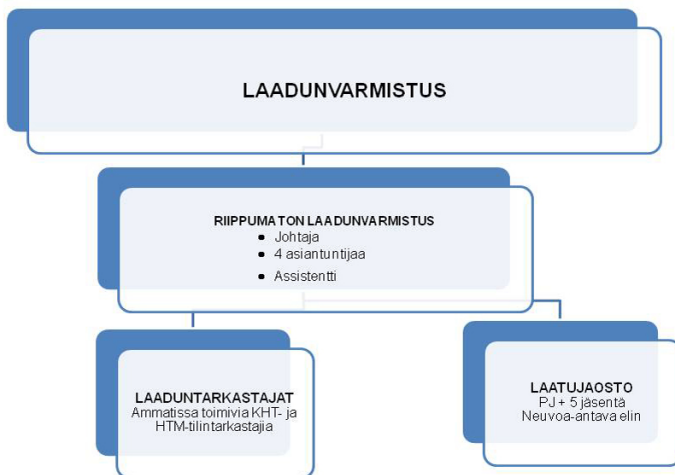 LAADUNVARMISTUS
RIIPPUMATON LAADUNVARMISTUS
• Johtaja
• 4 asiantuntijaa
• Assistentti
LAADUNTARKASTAJAT
Ammatissa toimivia KHT- ja
HTM-tilintarkastajia
LAATUJAOSTO
PJ + 5 jäsentä
Neuvoa-antava elin